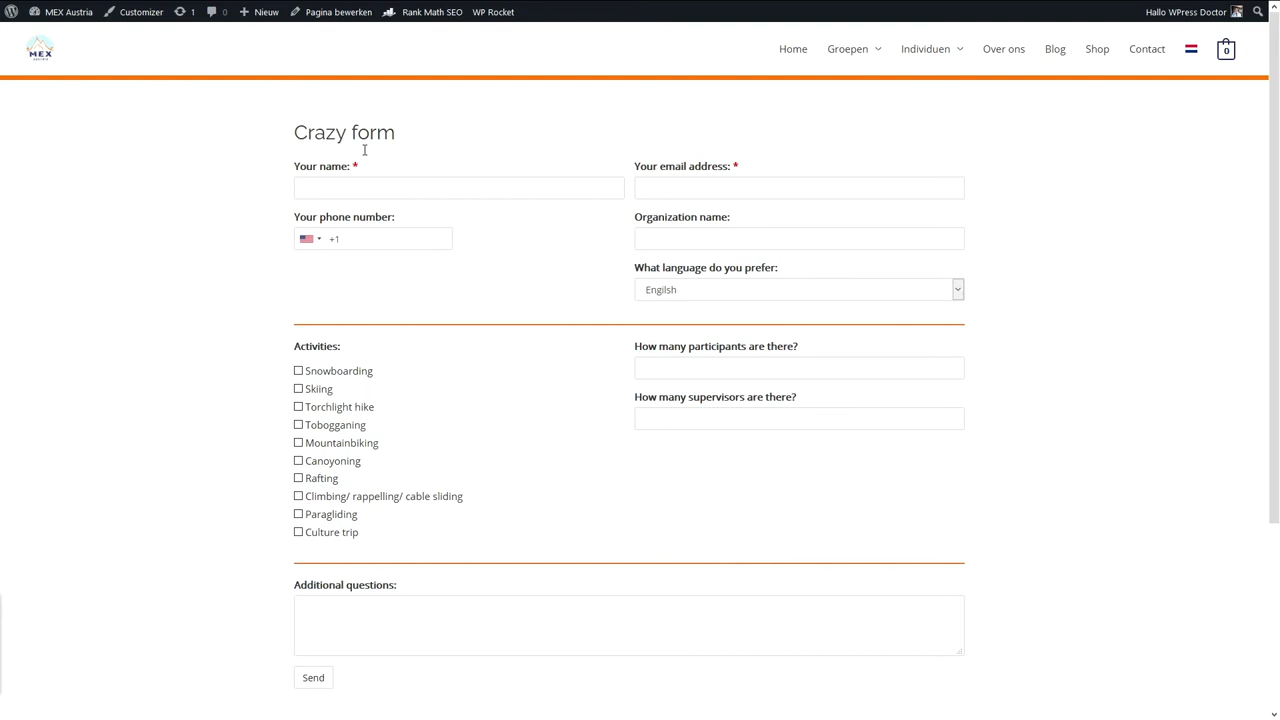 MEX Austria Customizer 1 0 Nieuw Pagina bewerken Rank Math SEO WP Rocket Hallo WPress Doctor
MEX
AUSTRIA
Home Groepen Individuen Over ons Blog Shop Contact 0
Crazy form
Your name: * Your email address: *
Your phone number: Organization name:
+1
What language do you prefer:
Engilsh
Activities: How many participants are there?
Snowboarding
Skiing
How many supervisors are there?
Torchlight hike
Tobogganing
Mountainbiking
Canoyoning
Rafting
Climbing/ rappelling/ cable sliding
Paragliding
Culture trip
Additional questions:
Send